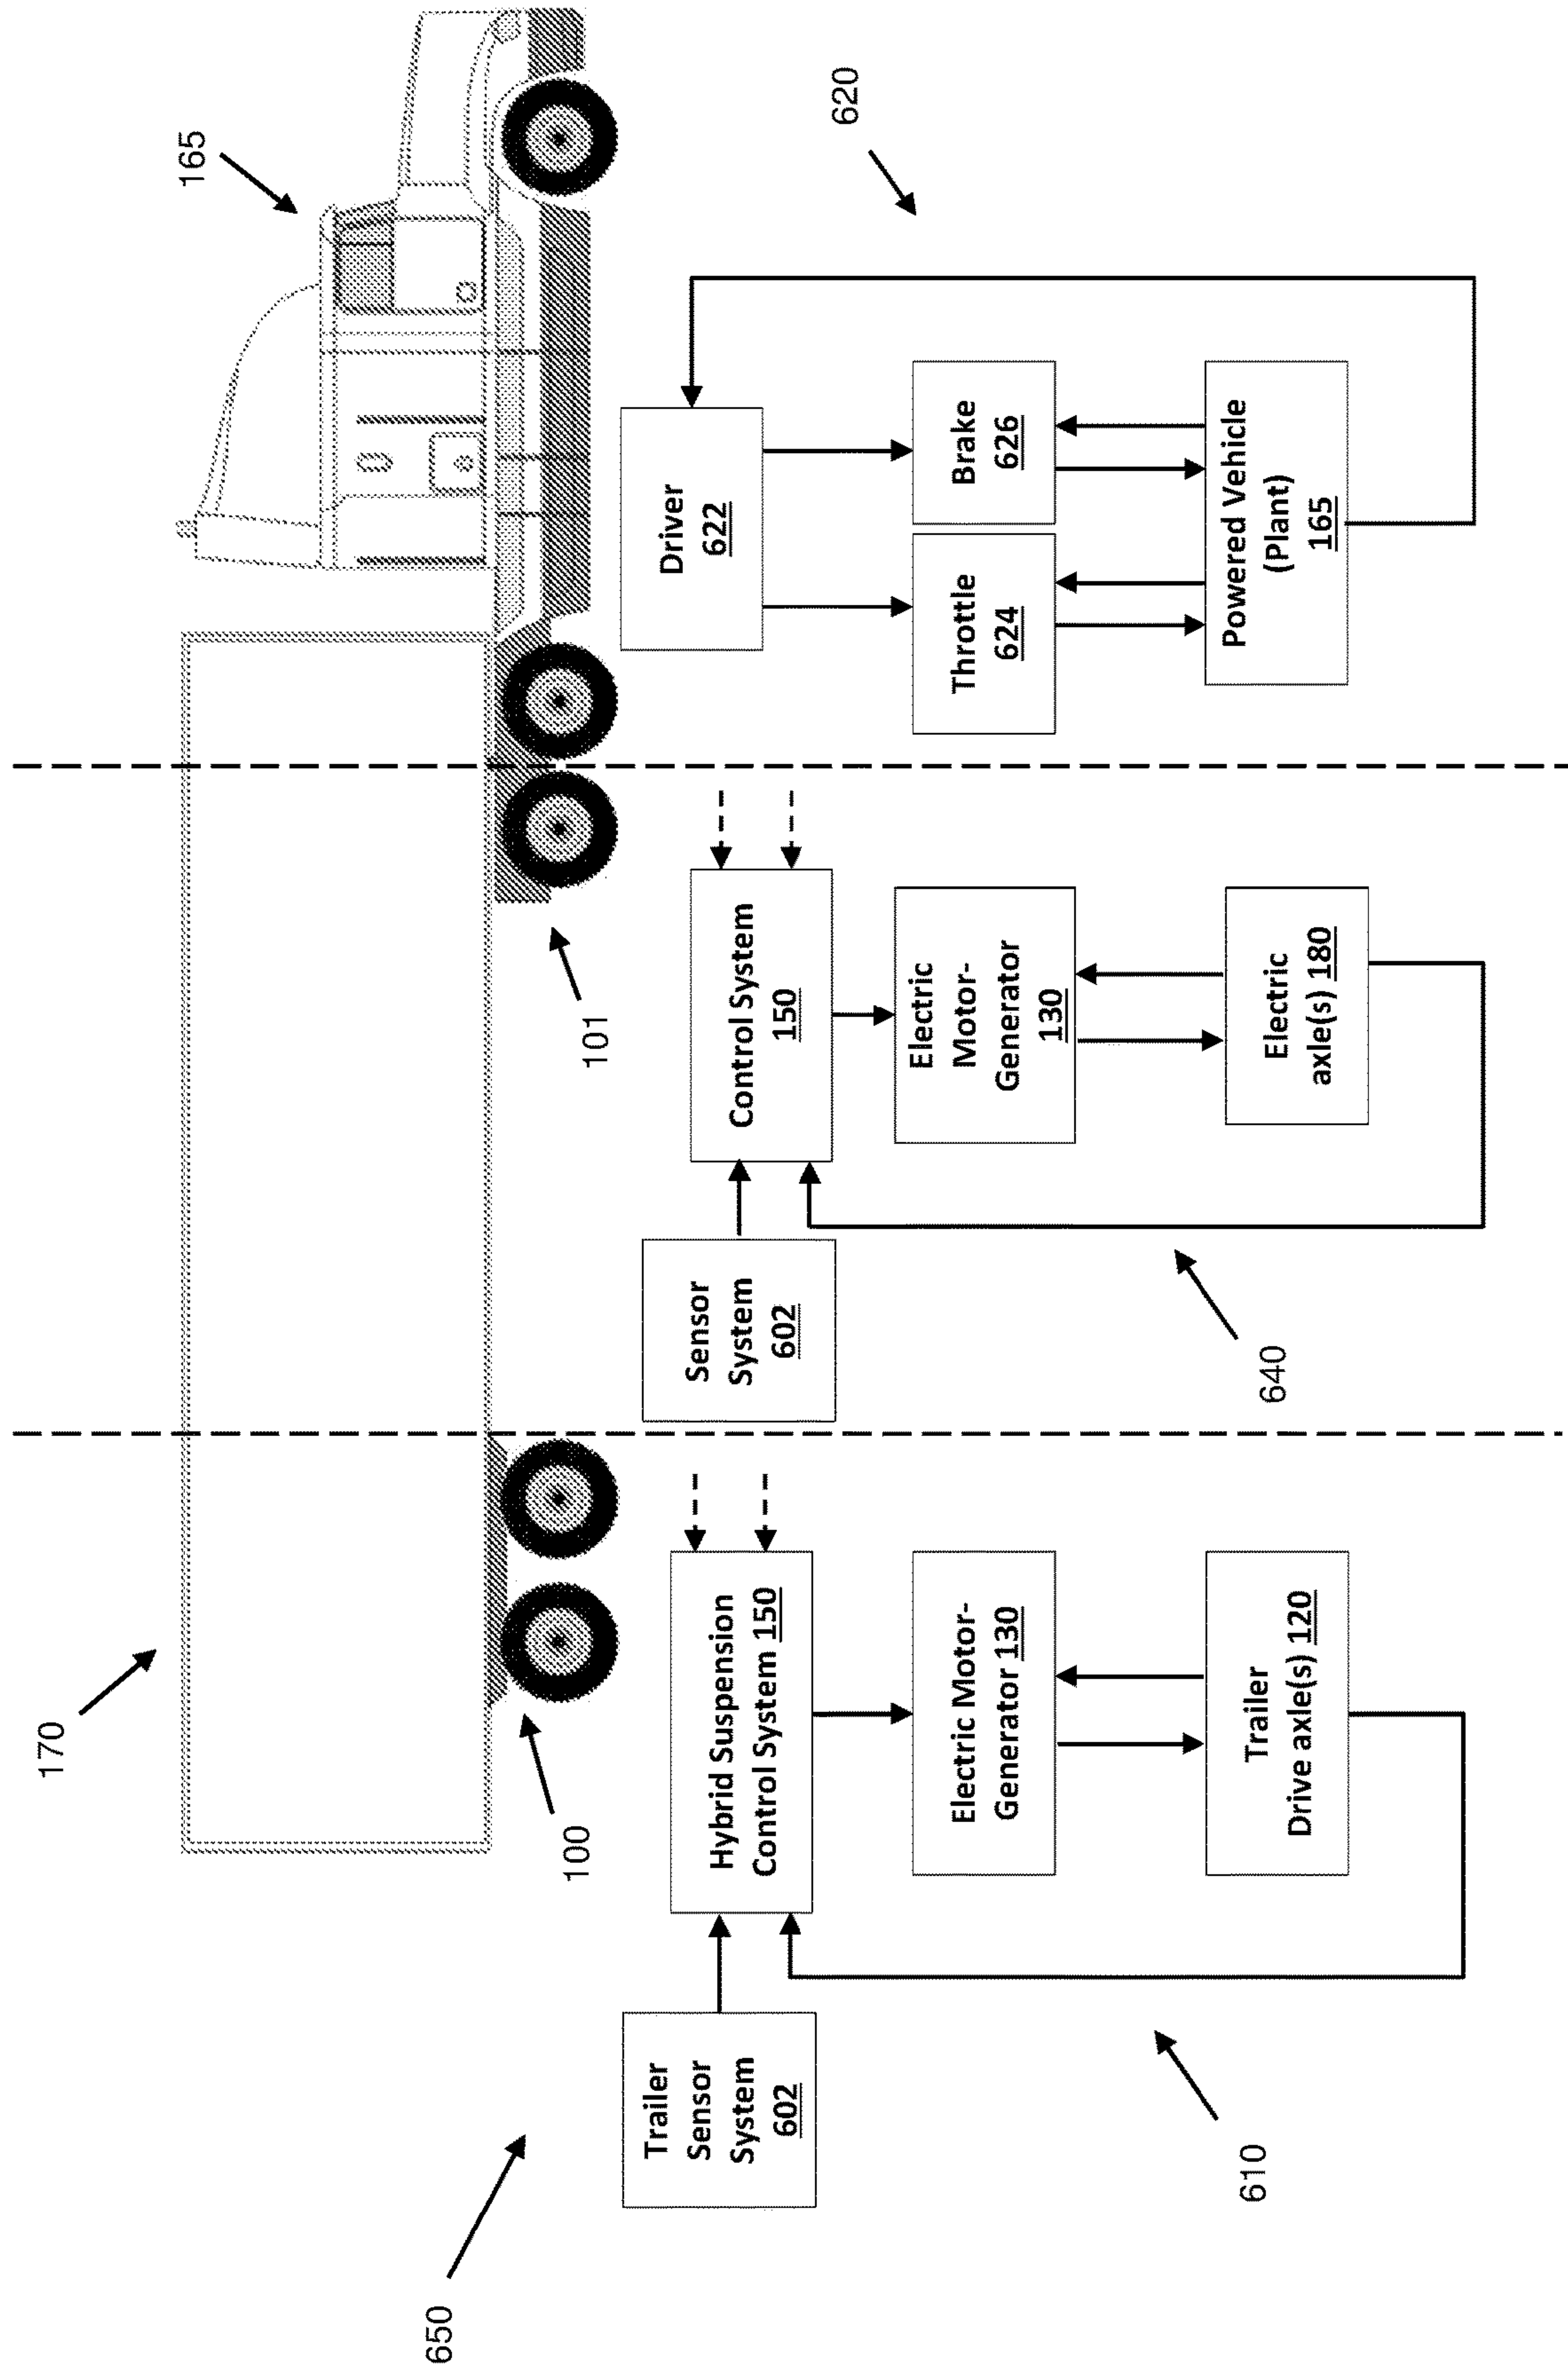 170
165
100
101
650
Trailer
Sensor
System
602
Hybrid Suspension
Control System 150
Electric Motor-
Generator 130
Trailer
Drive axle(s) 120
610
Sensor
System
602
Control System
150
Electric
Motor-
Generator
130
Electric
axle(s) 180
640
620
Driver
622
Throttle
624
Brake
626
Powered Vehicle
(Plant)
165